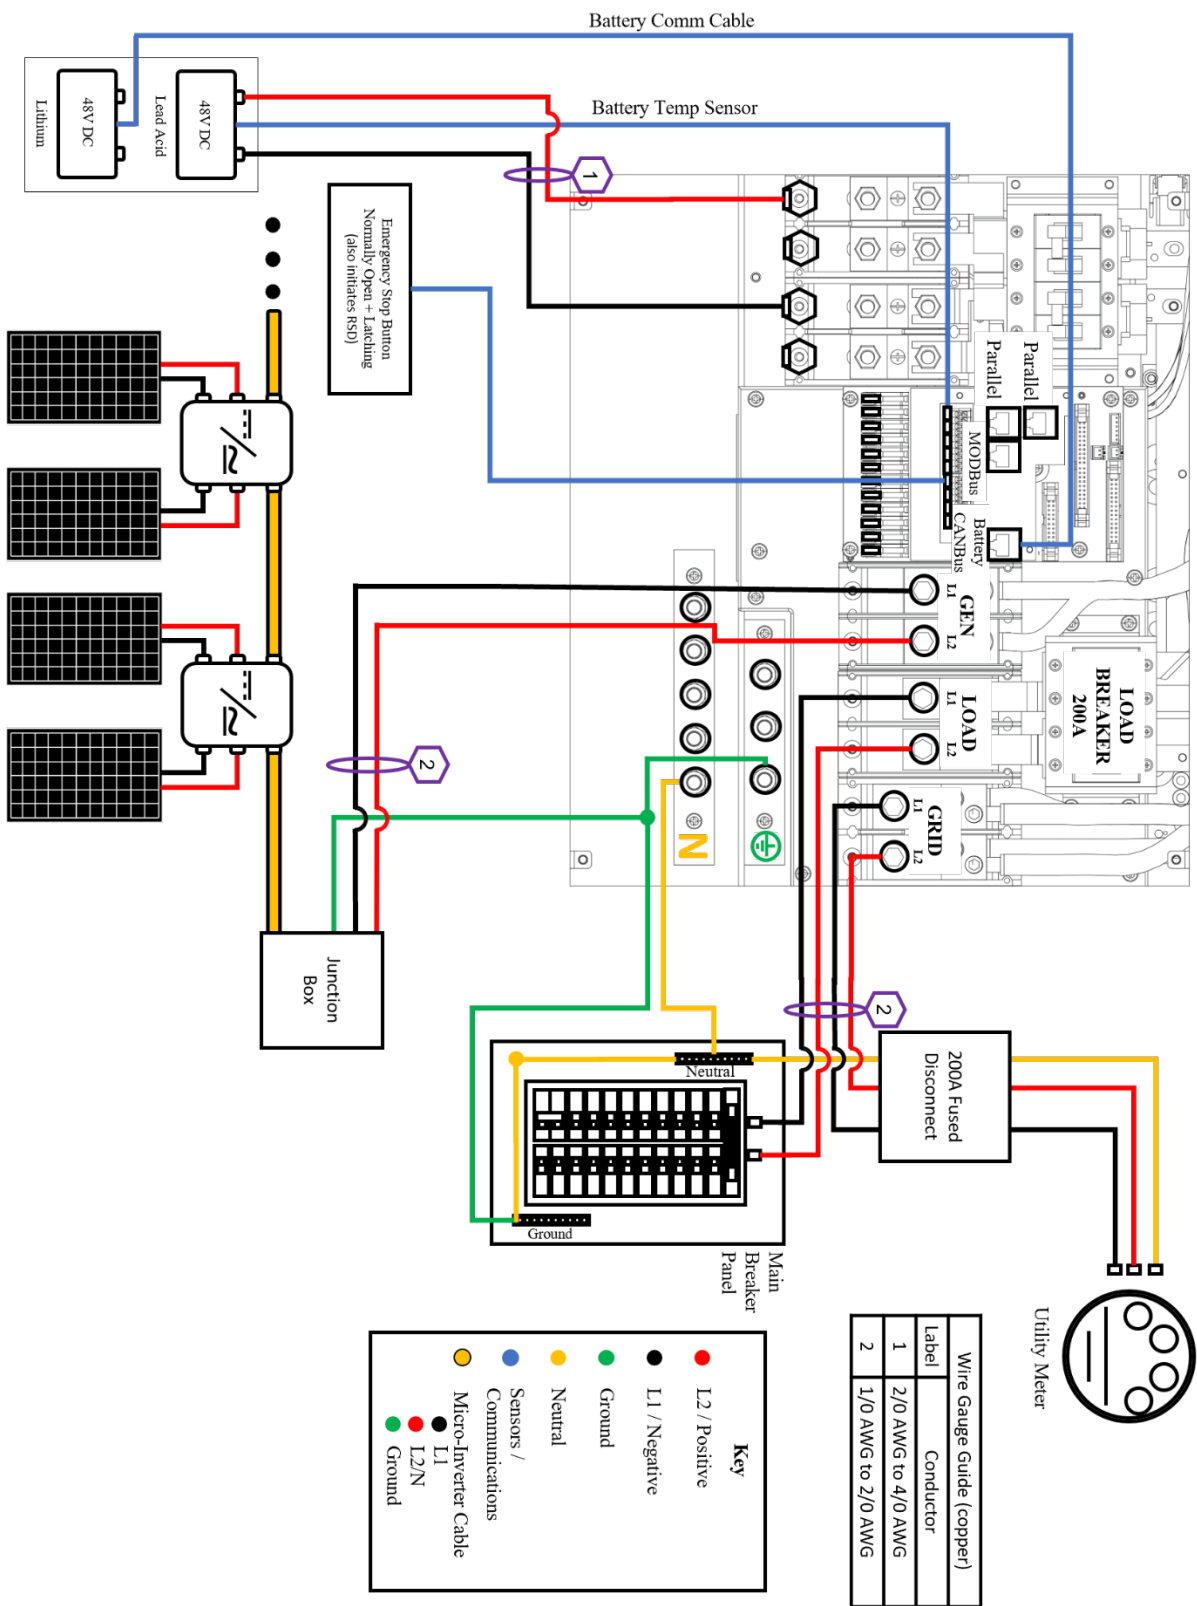 Battery Comm Cable
Battery Temp Sensor
48V DC
Lithium
48V DC
Lead Acid
1
Emergency Stop Button
Normally Open + Latching
(also initiates RSD)
Parallel
Parallel
MODBus
Battery
CANBus
L1
GEN
L2
L1
LOAD
L2
LOAD
BREAKER
200A
L1
GRID
L2
2
N
Junction
Box
2
200A Fused
Disconnect
Neutral
Ground
Main
Breaker
Panel
Utility Meter
Wire Gauge Guide (copper)
Label Conductor
1 2/0 AWG to 4/0 AWG
2 1/0 AWG to 2/0 AWG
Key
L2 / Positive
L1 / Negative
Ground
Neutral
Sensors /
Communications
Micro-Inverter Cable
L1
L2/N
Ground